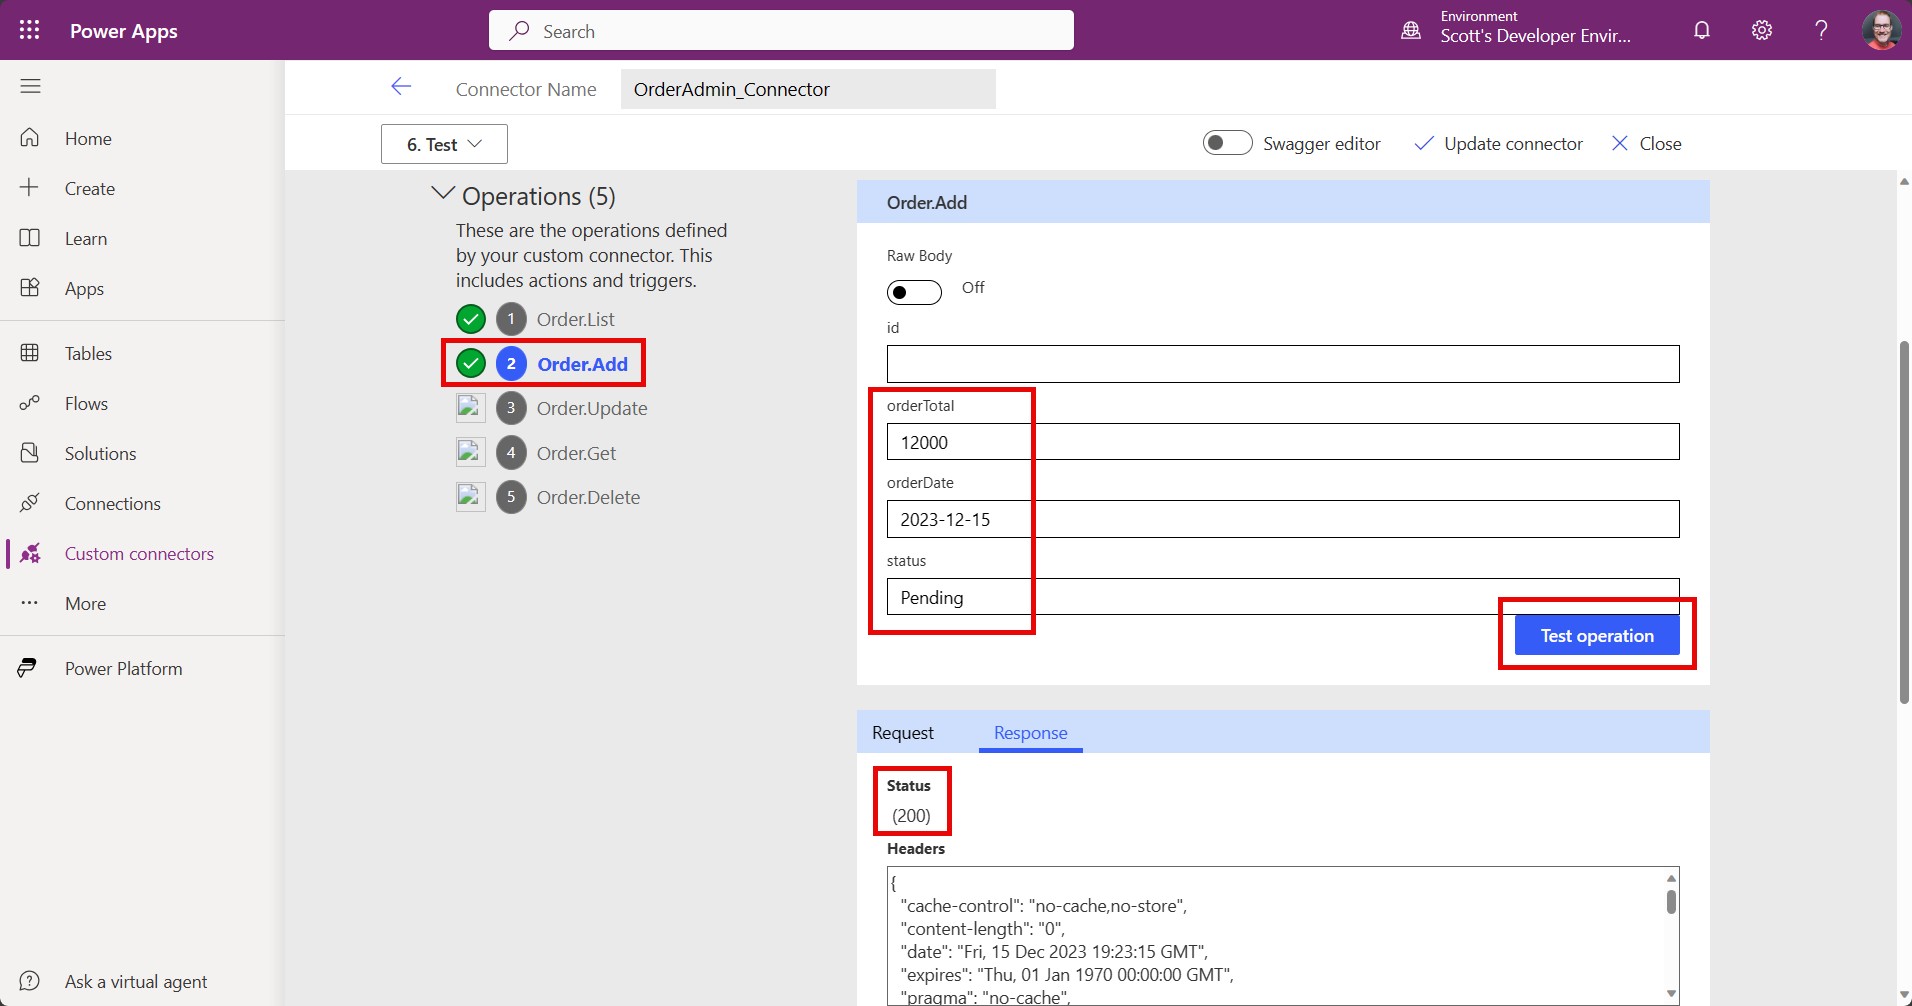 Power Apps
Search
Environment
Scott's Developer Envir...
Home
Create
Learn
Apps
Tables
Flows
Solutions
Connections
Custom connectors
More
Power Platform
Ask a virtual agent
Connector Name
OrderAdmin_Connector
6. Test
Swagger editor
Update connector
Close
Operations (5)
These are the operations defined
by your custom connector. This
includes actions and triggers.
1 Order.List
2 Order.Add
3 Order.Update
4 Order.Get
5 Order.Delete
Order.Add
Raw Body
Off
id
orderTotal
12000
orderDate
2023-12-15
status
Pending
Test operation
Request Response
Status
(200)
Headers
{
"cache-control": "no-cache,no-store",
"content-length": "0",
"date": "Fri, 15 Dec 2023 19:23:15 GMT",
"expires": "Thu, 01 Jan 1970 00:00:00 GMT",
"pragma": "no-cache",